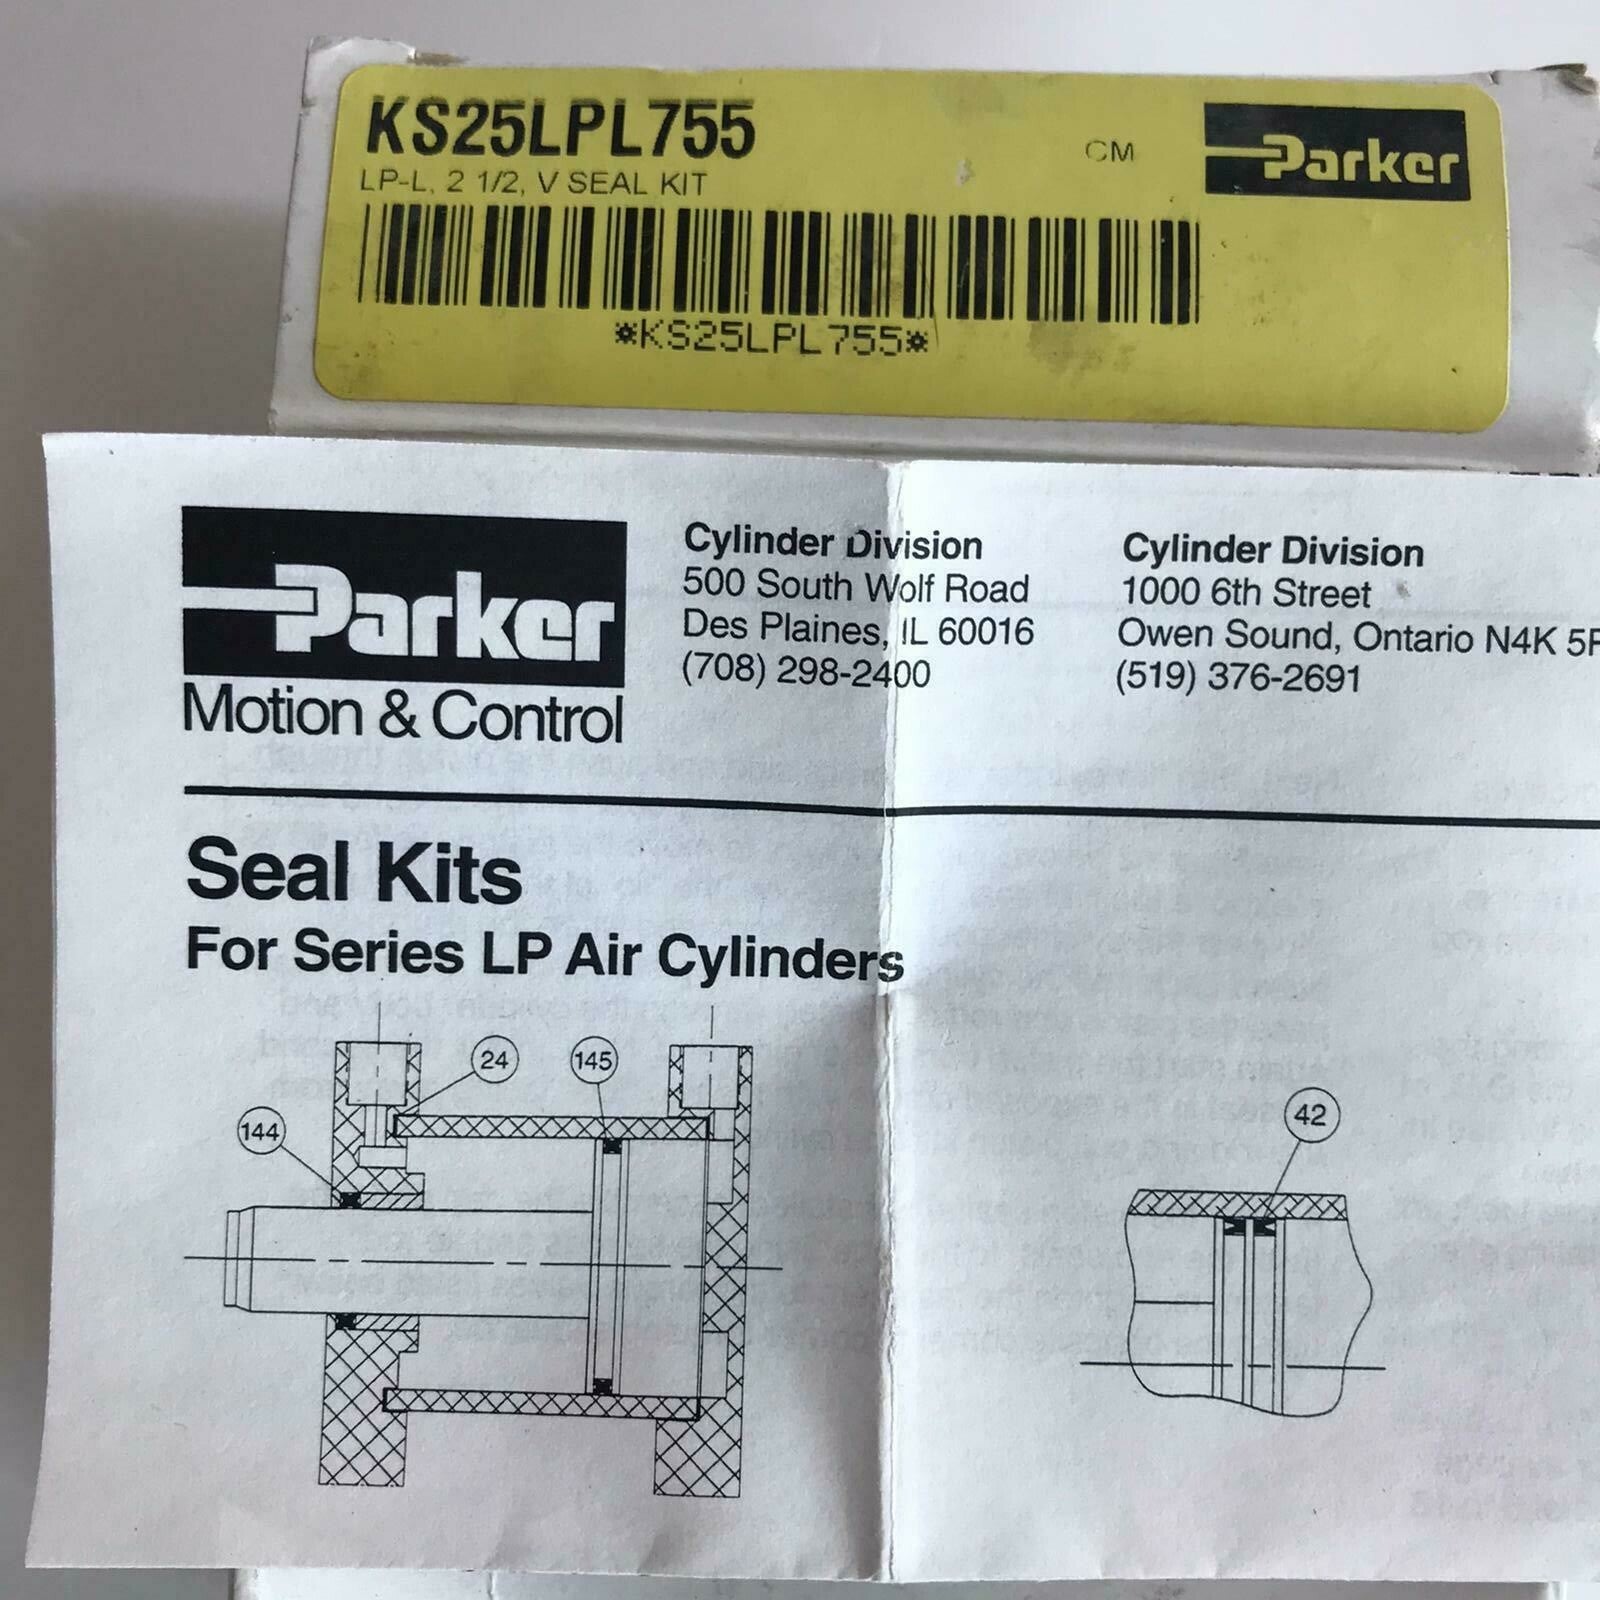 KS25LPL755
LP-L, 2 1/2, V SEAL KIT
CM
Parker
*KS25LPL755*
Parker
Motion & Control
Cylinder Division
500 South Wolf Road
Des Plaines, IL 60016
(708) 298-2400
Cylinder Division
1000 6th Street
Owen Sound, Ontario N4K
(519) 376-2691
Seal Kits
For Series LP Air Cylinders
24
145
144
42